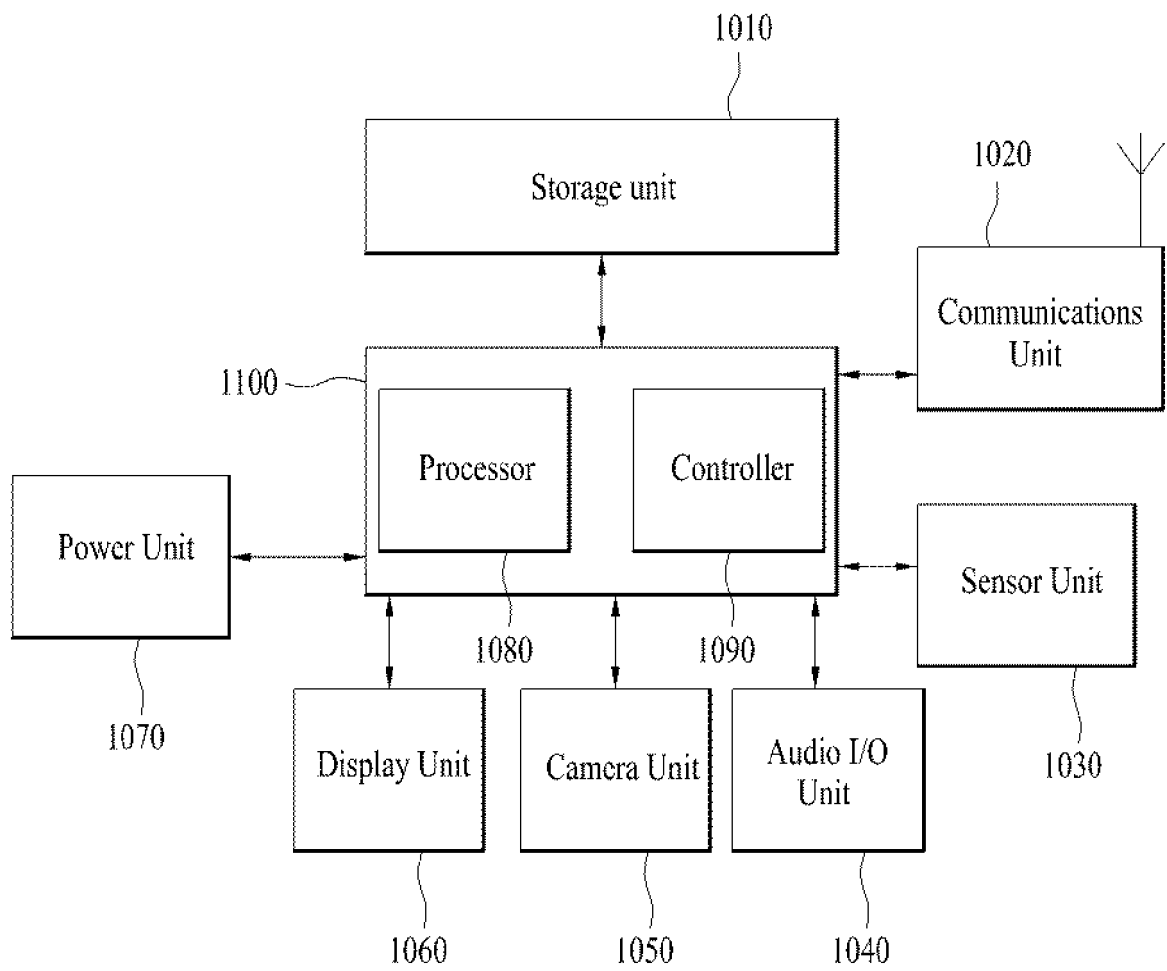 1010
Storage unit
1020
Communications
Unit
1100
Processor
Controller
Power Unit
Sensor Unit
1080
1090
1070
1030
Display Unit
Camera Unit
Audio I/O
Unit
1060
1050
1040